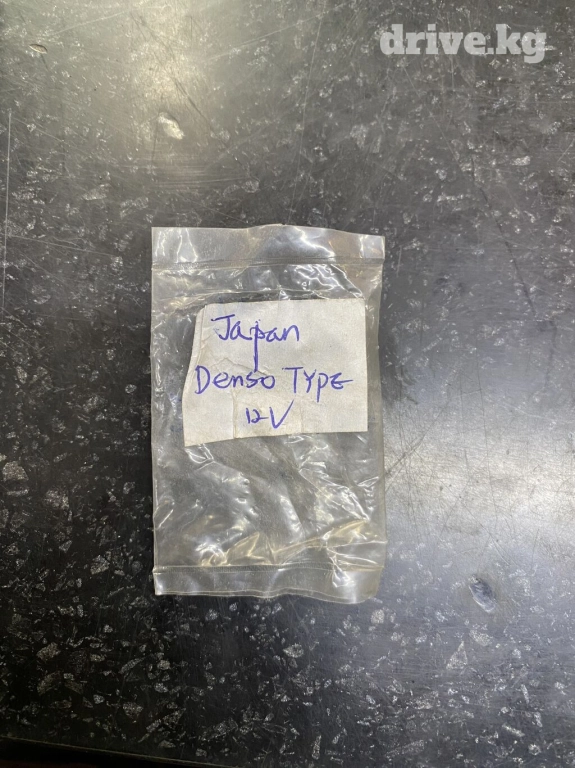 drive.kg
Japan
Denso TYPE
12V